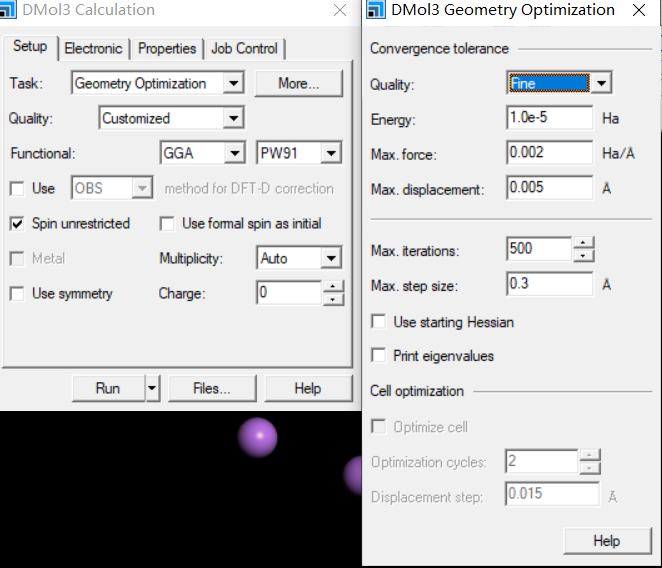 DMol3 Calculation
Setup Electronic Properties Job Control
Task: Geometry Optimization More...
Quality: Customized
Functional: GGA PW91
Use OBS method for DFT-D correction
Spin unrestricted Use formal spin as initial
Metal Multiplicity: Auto
Use symmetry Charge: 0
Run Files... Help
DMol3 Geometry Optimization
Convergence tolerance
Quality: Fine
Energy: 1.0e-5 Ha
Max. force: 0.002 Ha/Å
Max. displacement: 0.005 Å
Max. iterations: 500
Max. step size: 0.3 Å
Use starting Hessian
Print eigenvalues
Cell optimization
Optimize cell
Optimization cycles: 2
Displacement step: 0.015 Å
Help